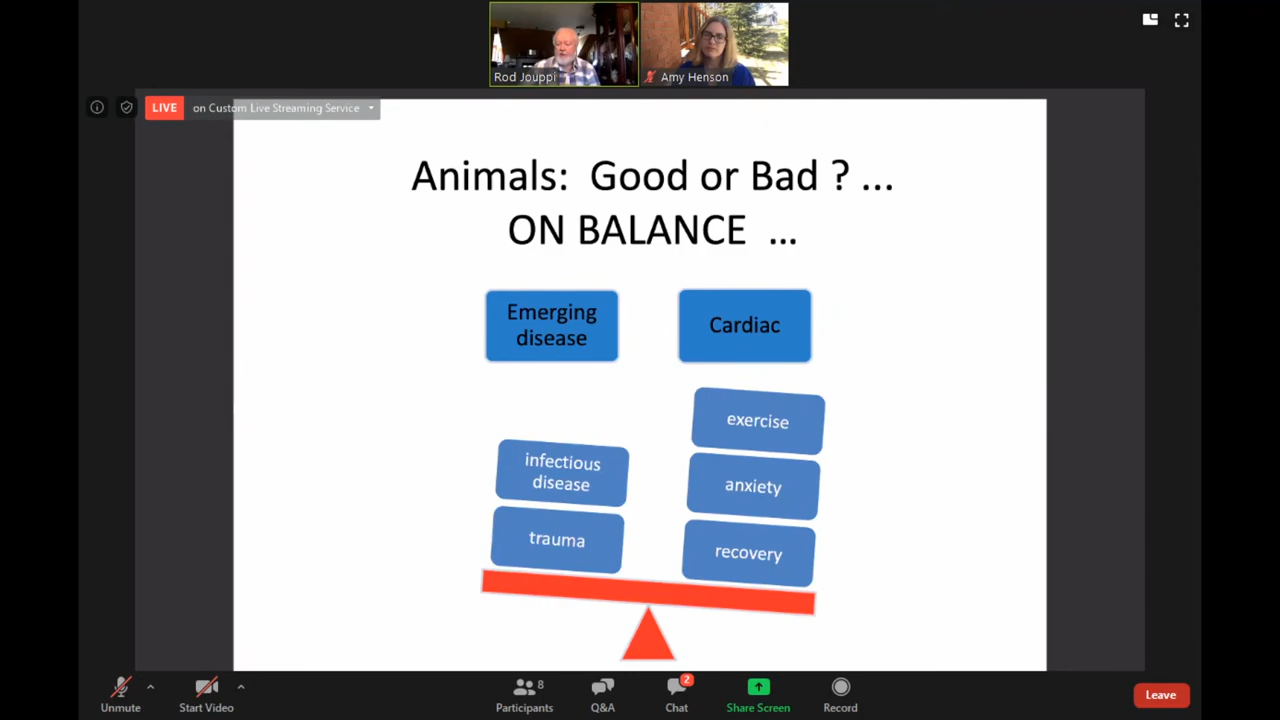 Rod Jouppi
Amy Henson
LIVE
on Custom Live Streaming Service
Animals: Good or Bad ? ...
ON BALANCE ...
Emerging
disease
Cardiac
exercise
infectious
disease
anxiety
trauma
recovery
Unmute
Start Video
8
Participants
Q&A
2
Chat
Share Screen
Record
Leave